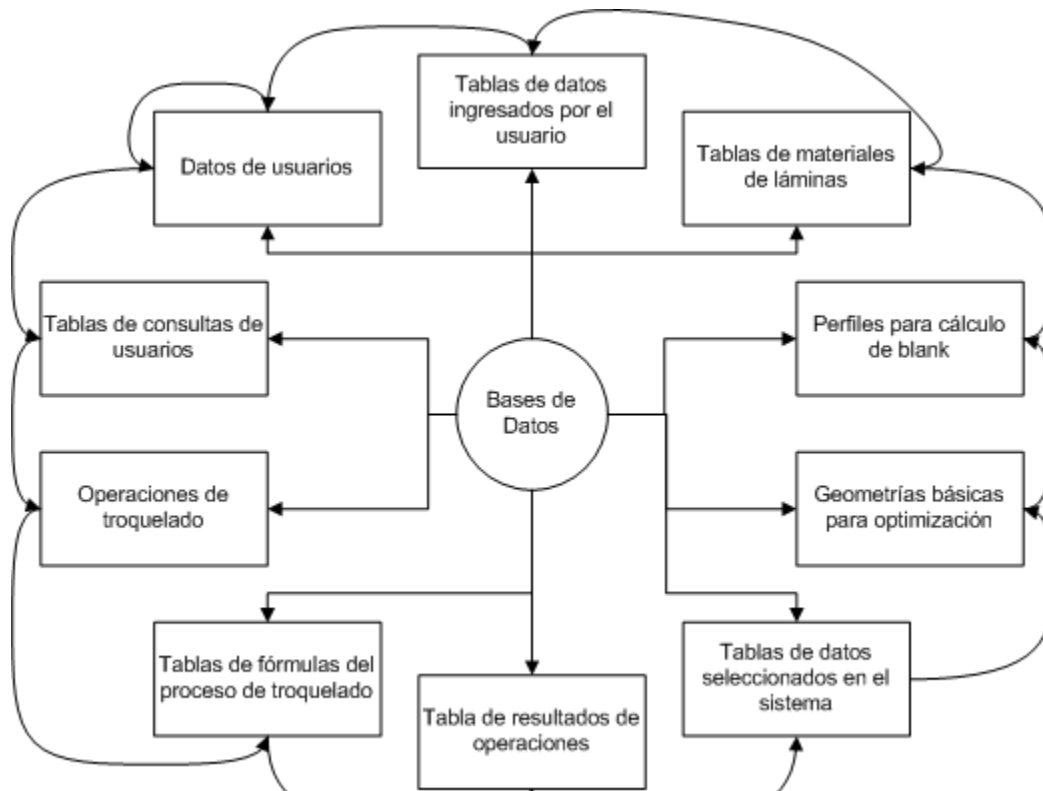 Tablas de datos
ingresados por el
usuario
Datos de usuarios
Tablas de materiales
de láminas
Tablas de consultas de
usuarios
Perfiles para cálculo
de blank
Bases de
Datos
Operaciones de
troquelado
Geometrías básicas
para optimización
Tablas de fórmulas del
proceso de troquelado
Tabla de resultados de
operaciones
Tablas de datos
seleccionados en el
sistema